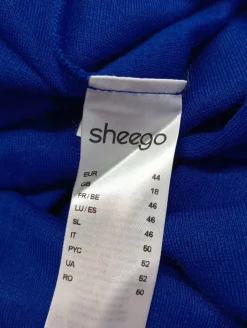 sheego
EUR 44
GB 18
FR/BE 46
LU/ES 46
SL 46
IT 50
PYC 52
UA 52
RO 50